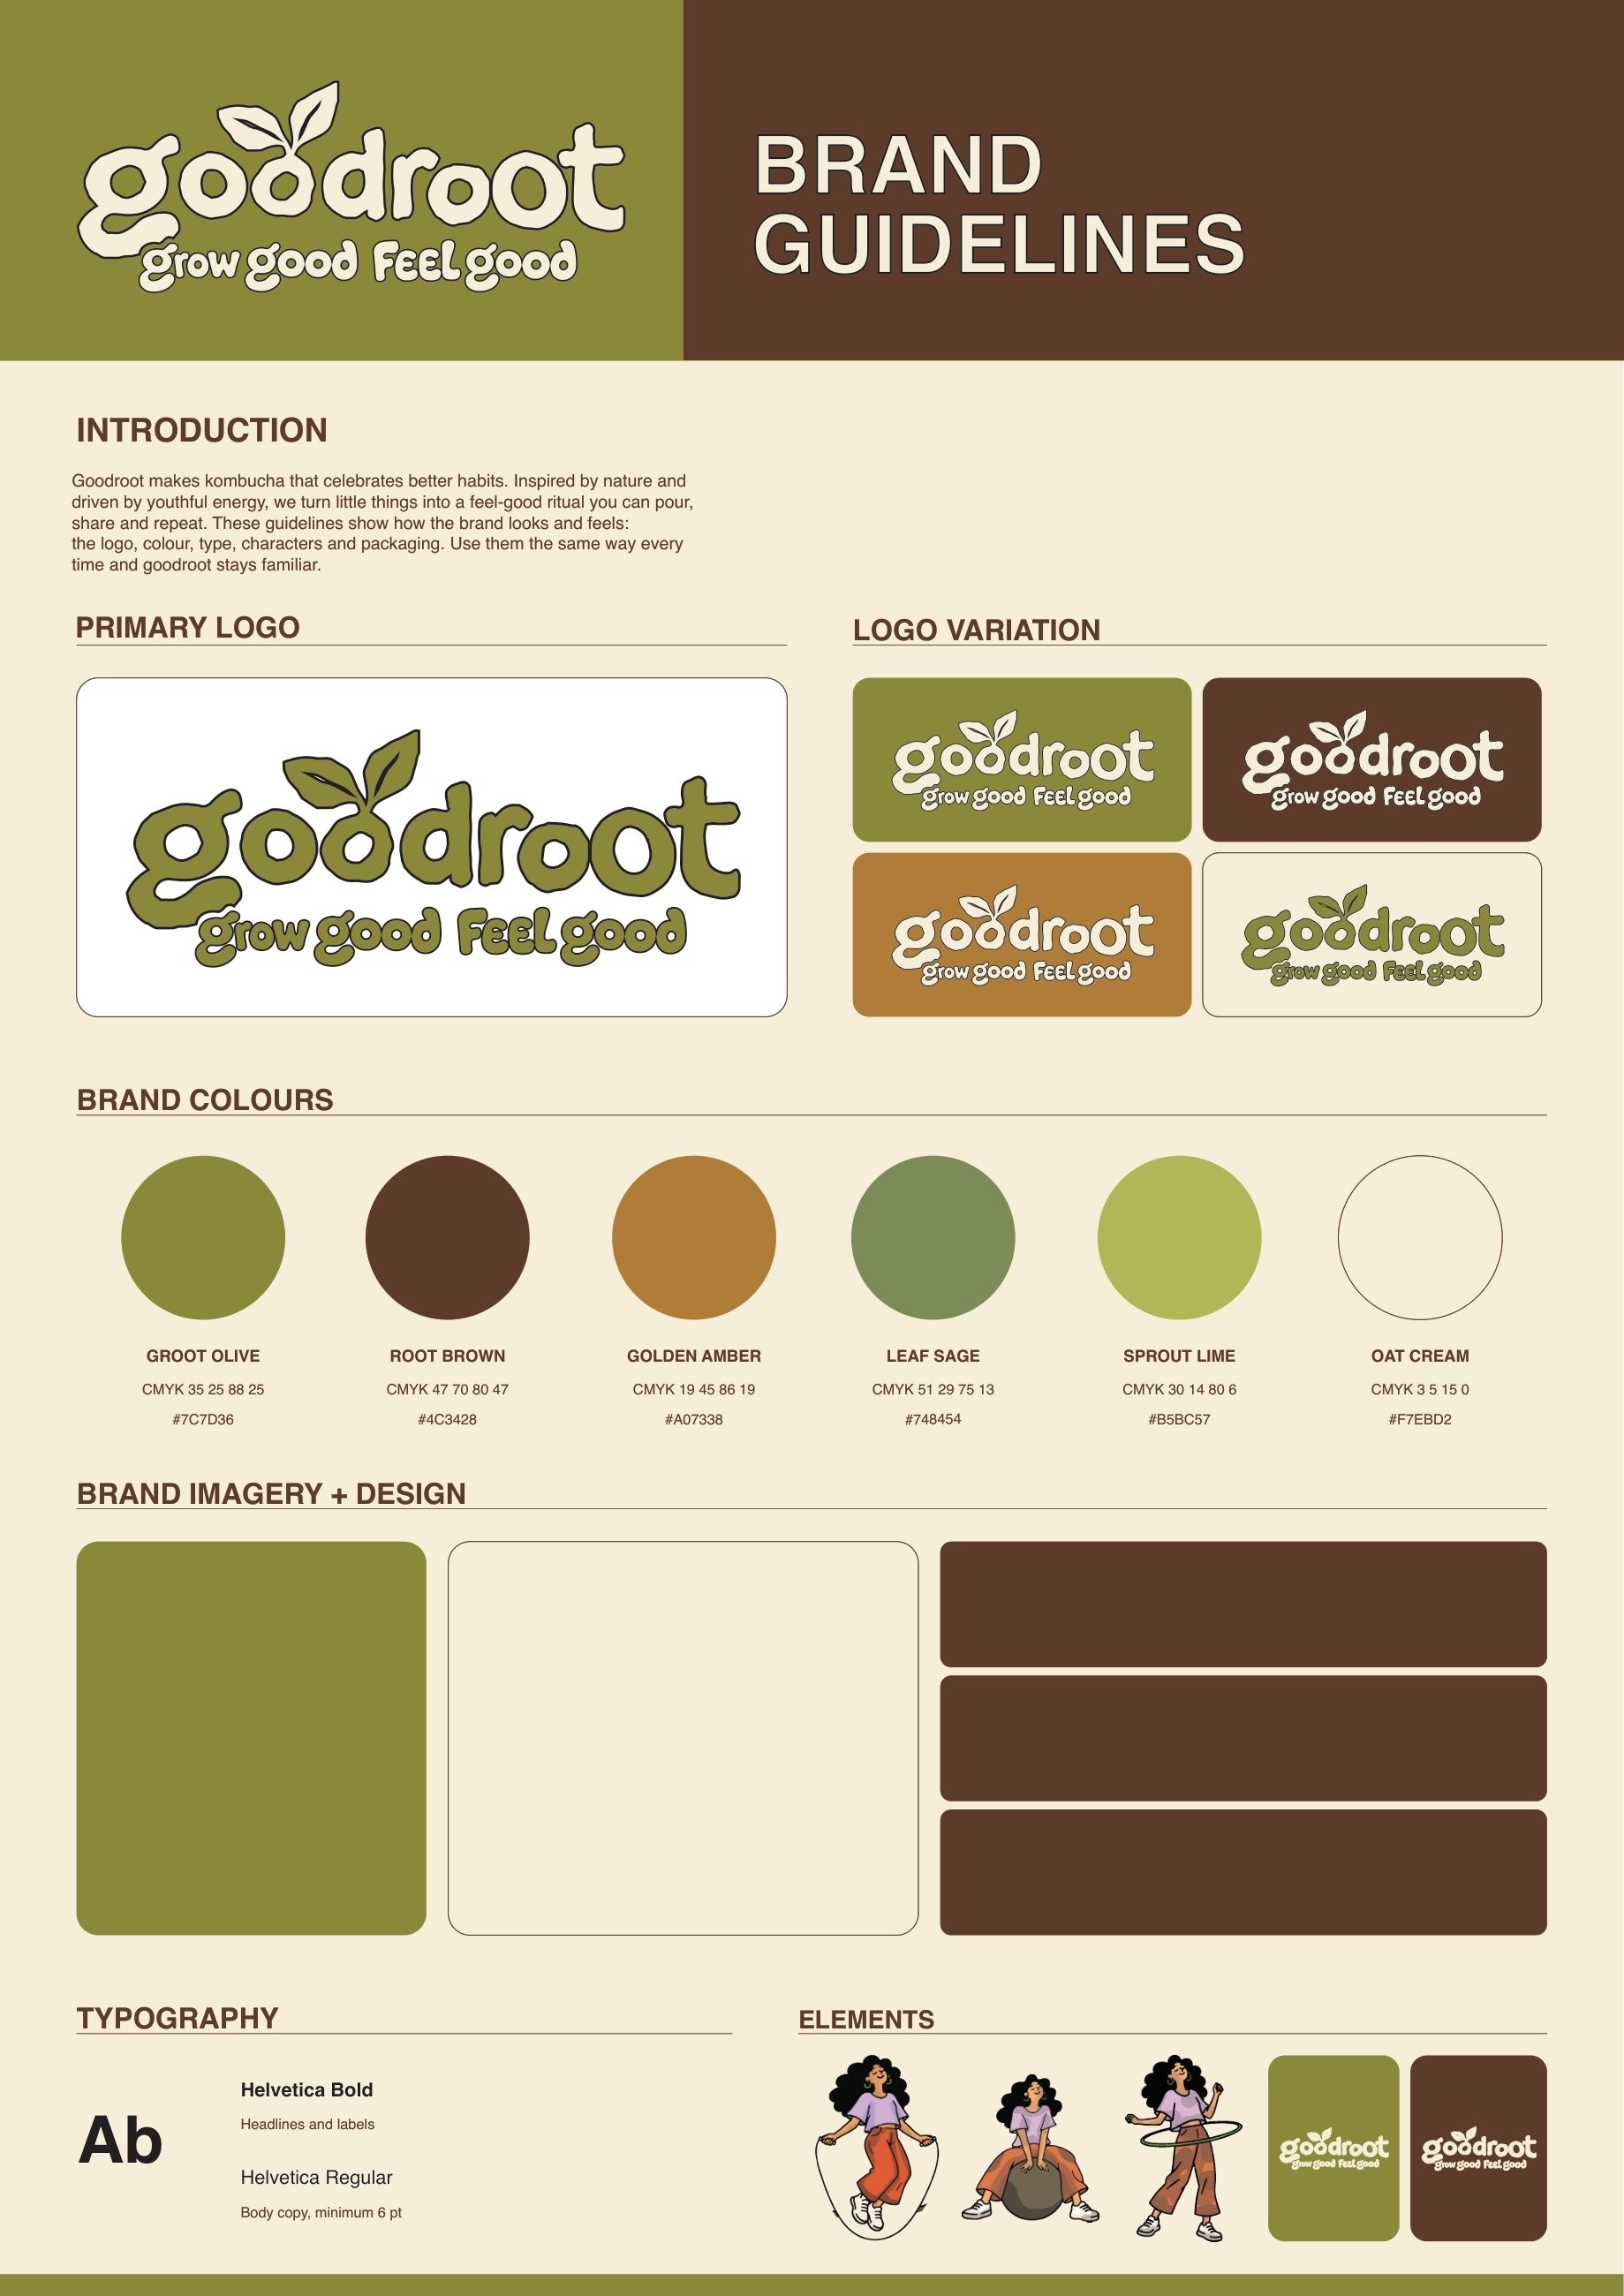 goodroot
grow good Feel good
BRAND
GUIDELINES
INTRODUCTION
Goodroot makes kombucha that celebrates better habits. Inspired by nature and
driven by youthful energy, we turn little things into a feel-good ritual you can pour,
share and repeat. These guidelines show how the brand looks and feels:
the logo, colour, type, characters and packaging. Use them the same way every
time and goodroot stays familiar.
PRIMARY LOGO
goodroot
grow good Feel good
LOGO VARIATION
goodroot
grow good Feel good
goodroot
grow good Feel good
goodroot
grow good Feel good
goodroot
grow good Feel good
BRAND COLOURS
GROOT OLIVE
CMYK 35 25 88 25
#7C7D36
ROOT BROWN
CMYK 47 70 80 47
#4C3428
GOLDEN AMBER
CMYK 19 45 86 19
#A07338
LEAF SAGE
CMYK 51 29 75 13
#748454
SPROUT LIME
CMYK 30 14 80 6
#B5BC57
OAT CREAM
CMYK 3 5 15 0
#F7EBD2
BRAND IMAGERY + DESIGN
TYPOGRAPHY
Ab
Helvetica Bold
Headlines and labels
Helvetica Regular
Body copy, minimum 6 pt
ELEMENTS
goodroot
grow good Feel good
goodroot
grow good Feel good